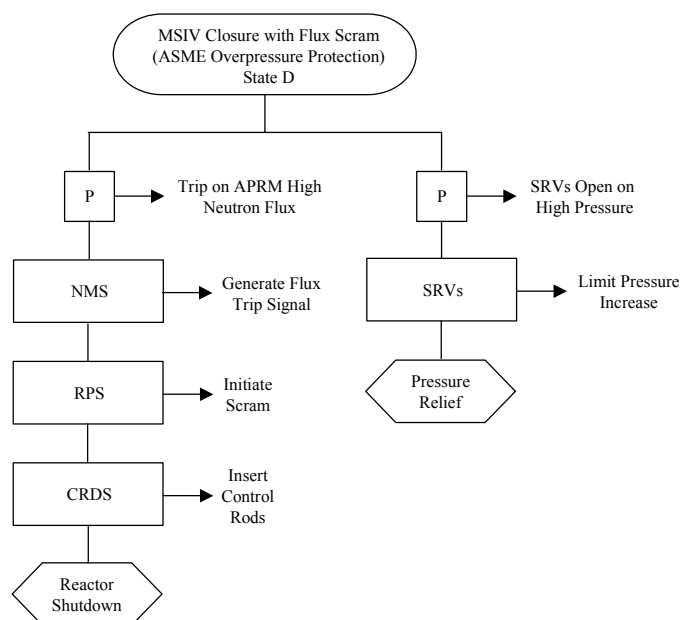 MSIV Closure with Flux Scram
(ASME Overpressure Protection)
State D
P
Trip on APRM High
Neutron Flux
P
SRVs Open on
High Pressure
NMS
Generate Flux
Trip Signal
SRVs
Limit Pressure
Increase
RPS
Initiate
Scram
Pressure
Relief
CRDS
Insert
Control
Rods
Reactor
Shutdown